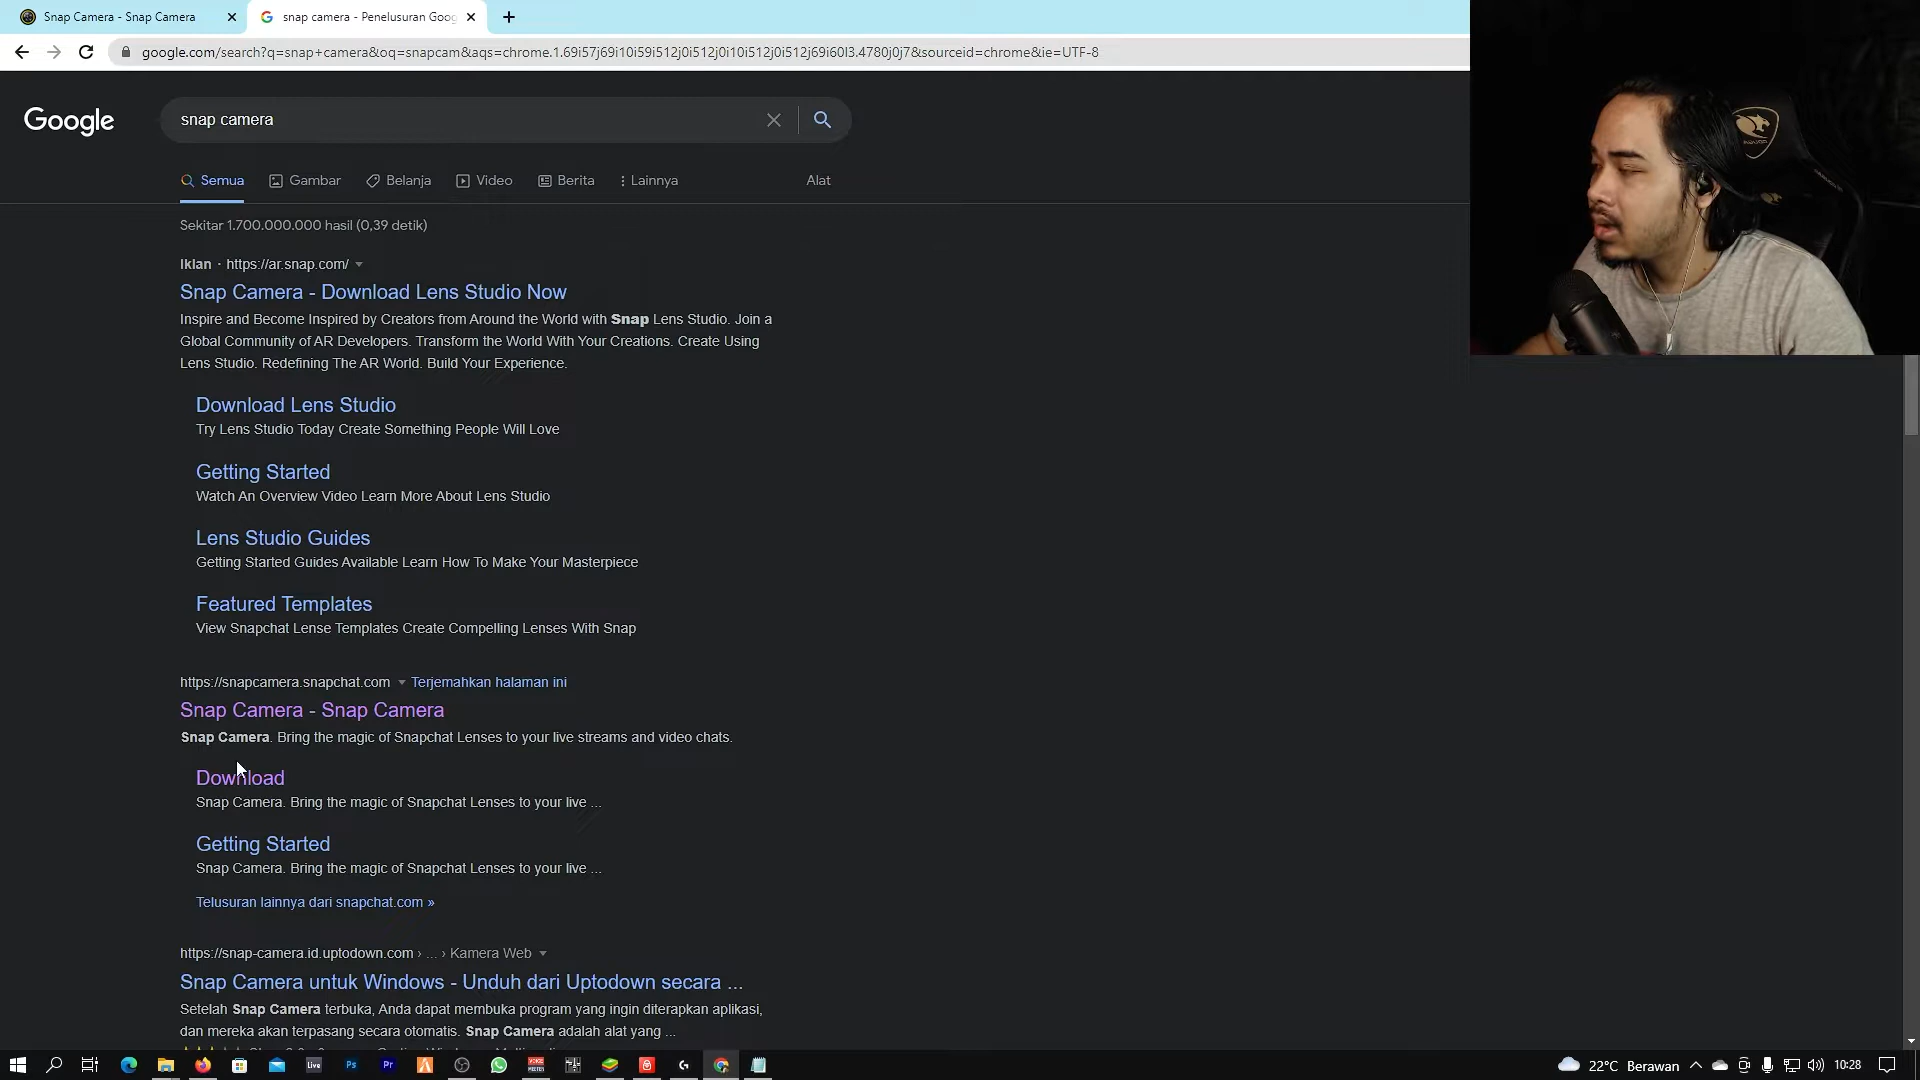 Snap Camera - Snap Camera
snap camera - Penelusuran Goog
google.com/search?q=snap+camera&oq=snapcam&aqs=chrome.1.69i57j69i10i59i512j0i512j0i10i512j0i512j69i60l3.4780j0j7&sourceid=chrome&ie=UTF-8
Google
snap camera
Semua
Gambar
Belanja
Video
Berita
Lainnya
Alat
Sekitar 1.700.000.000 hasil (0,39 detik)
Iklan · https://ar.snap.com/
Snap Camera - Download Lens Studio Now
Inspire and Become Inspired by Creators from Around the World with Snap Lens Studio. Join a
Global Community of AR Developers. Transform the World With Your Creations. Create Using
Lens Studio. Redefining The AR World. Build Your Experience.
Download Lens Studio
Try Lens Studio Today Create Something People Will Love
Getting Started
Watch An Overview Video Learn More About Lens Studio
Lens Studio Guides
Getting Started Guides Available Learn How To Make Your Masterpiece
Featured Templates
View Snapchat Lense Templates Create Compelling Lenses With Snap
https://snapcamera.snapchat.com Terjemahkan halaman ini
Snap Camera - Snap Camera
Snap Camera. Bring the magic of Snapchat Lenses to your live streams and video chats.
Download
Snap Camera. Bring the magic of Snapchat Lenses to your live ...
Getting Started
Snap Camera. Bring the magic of Snapchat Lenses to your live ...
Telusuran lainnya dari snapchat.com »
https://snap-camera.id.uptodown.com › ... › Kamera Web
Snap Camera untuk Windows - Unduh dari Uptodown secara ...
Setelah Snap Camera terbuka, Anda dapat membuka program yang ingin diterapkan aplikasi,
dan mereka akan terpasang secara otomatis. Snap Camera adalah alat yang ...
Live
Ps
Pr
22°C Berawan
10:28